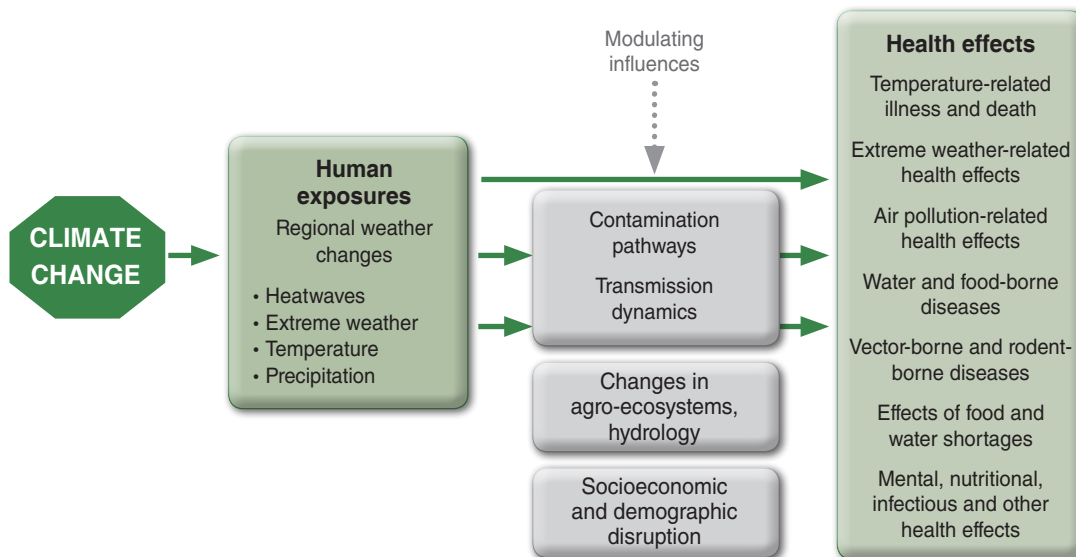 CLIMATE
CHANGE
Human
exposures
Regional weather
changes
• Heatwaves
• Extreme weather
• Temperature
• Precipitation
Modulating
influences
Contamination
pathways
Transmission
dynamics
Changes in
agro-ecosystems,
hydrology
Socioeconomic
and demographic
disruption
Health effects
Temperature-related
illness and death
Extreme weather-related
health effects
Air pollution-related
health effects
Water and food-borne
diseases
Vector-borne and rodent-
borne diseases
Effects of food and
water shortages
Mental, nutritional,
infectious and other
health effects